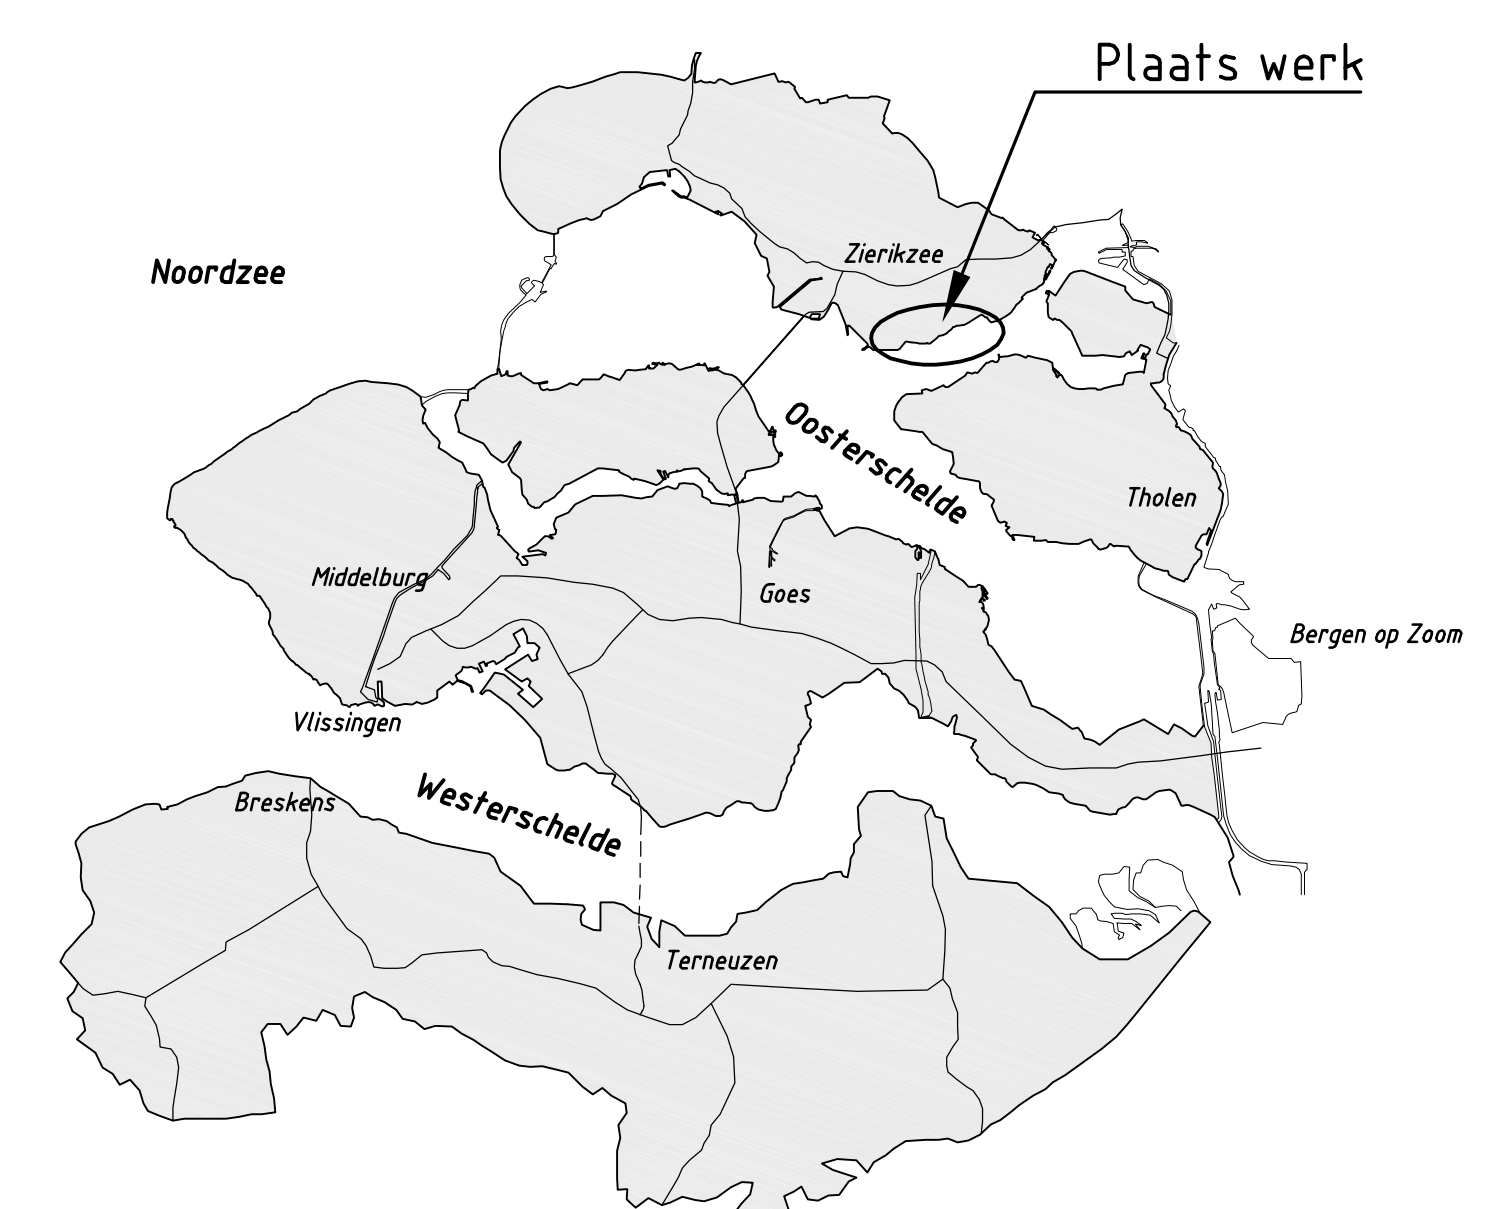 Plaats werk
Zierikzee
Noordzee
Oosterschelde
Tholen
Middelburg
Goes
Bergen op Zoom
Vlissingen
Westerschelde
Breskens
Terneuzen